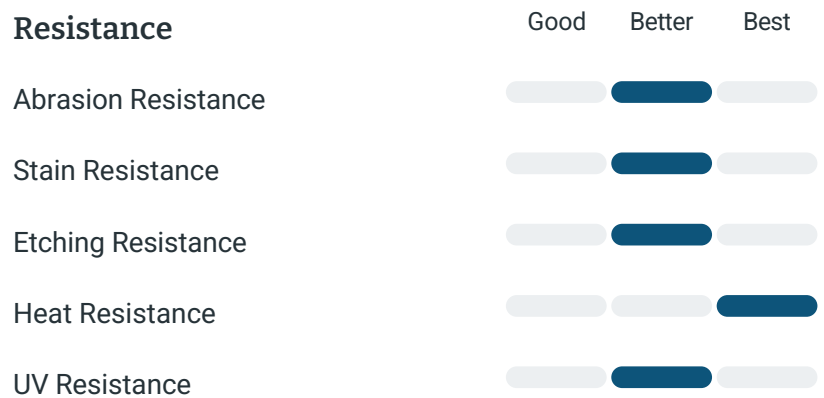 Resistance Good Better Best
Abrasion Resistance
Stain Resistance
Etching Resistance
Heat Resistance
UV Resistance